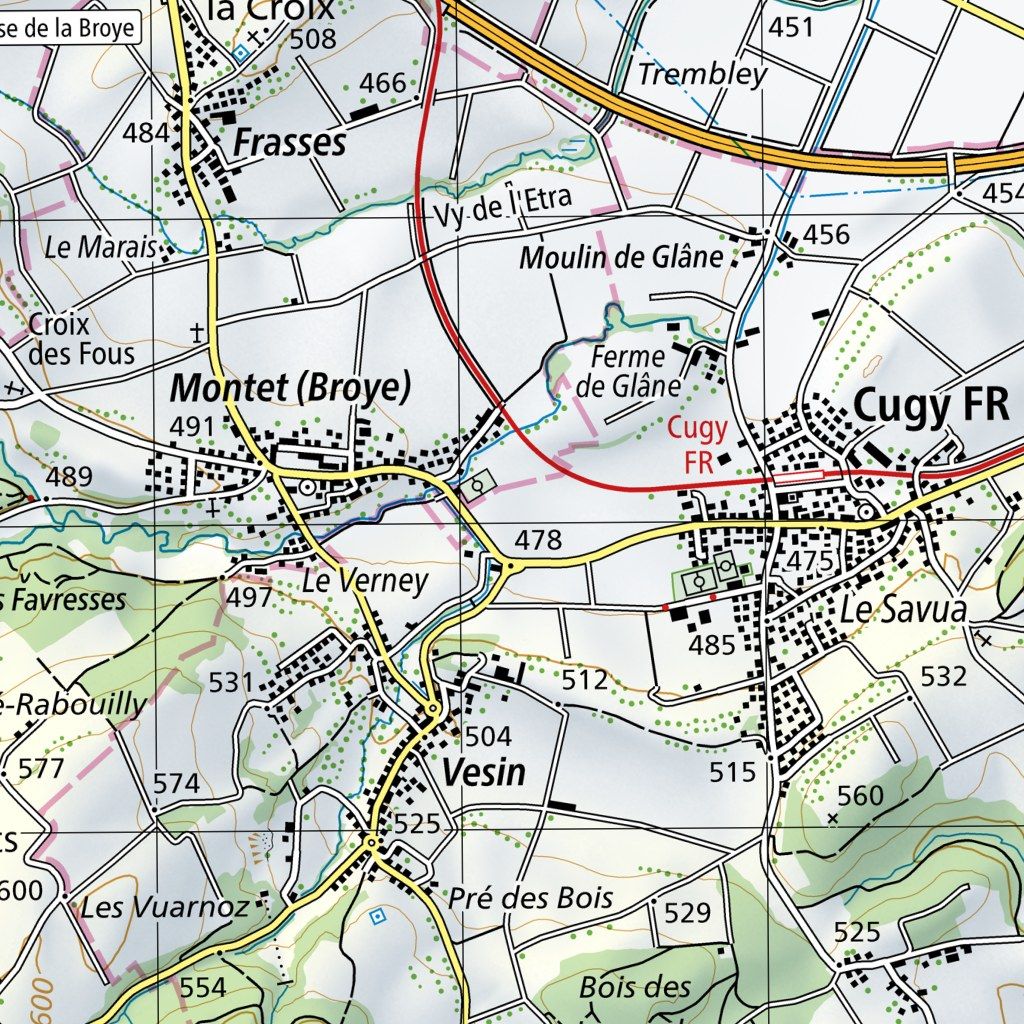 la Croix
se de la Broye
508
451
466
Trembley
484
Frasses
454
Vy de l'Etra
Le Marais
456
Moulin de Glâne
Croix
des Fous
Ferme
de Glâne
Montet (Broye)
Cugy FR
491
Cugy
FR
489
478
475
Le Verney
s Favresses
497
Le Savua
485
532
531
512
é-Rabouilly
504
577
Vesin
515
574
560
525
600
Les Vuarnoz
Pré des Bois
529
525
554
Bois des
600